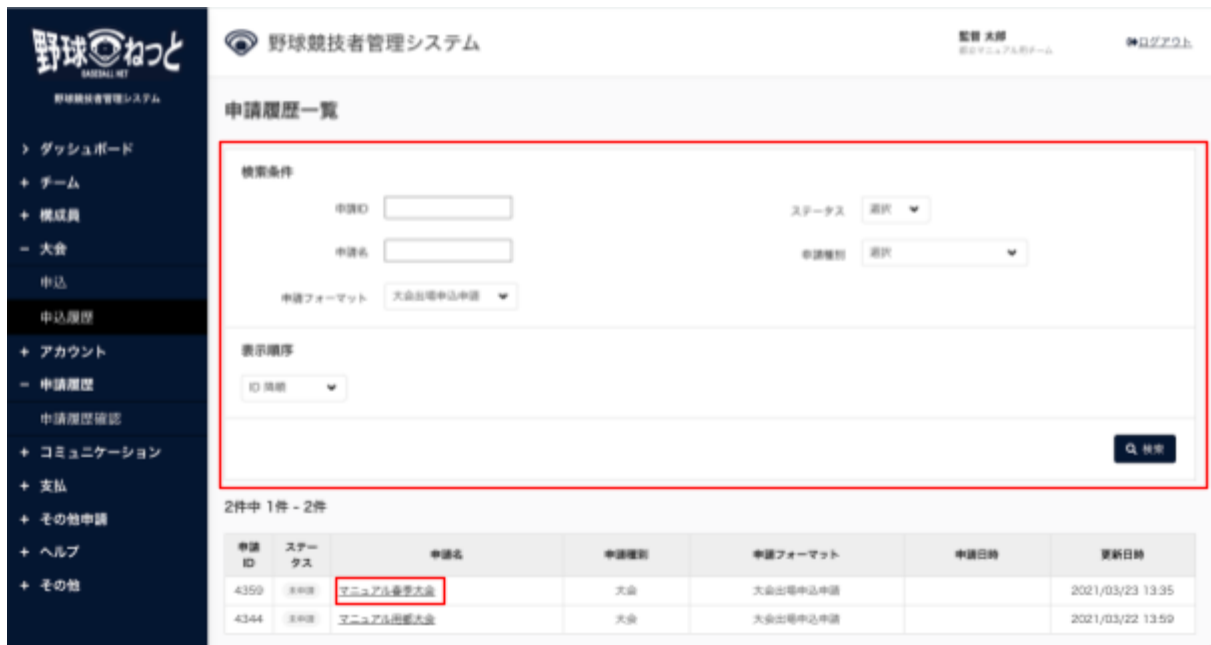 野球ねっと
BASEBALL NET
野球競技者管理システム
> ダッシュボード
+ チーム
+ 構成員
- 大会
申込
申込履歴
+ アカウント
- 申請履歴
申請履歴確認
+ コミュニケーション
+ 支払
+ その他申請
+ ヘルプ
+ その他
野球競技者管理システム
監督 太郎
ログアウト
申請履歴一覧
検索条件
申請ID
ステータス 選択
申請名
申請種別 選択
申請フォーマット 大会出場申込申請
表示順序
ID 降順
検索
2件中 1件 - 2件
申請ID ステータス 申請名 申請種別 申請フォーマット 申請日時 更新日時
4359 未申請 マニュアル春季大会 大会 大会出場申込申請 2021/03/23 13:35
4344 未申請 マニュアル用都大会 大会 大会出場申込申請 2021/03/22 13:59